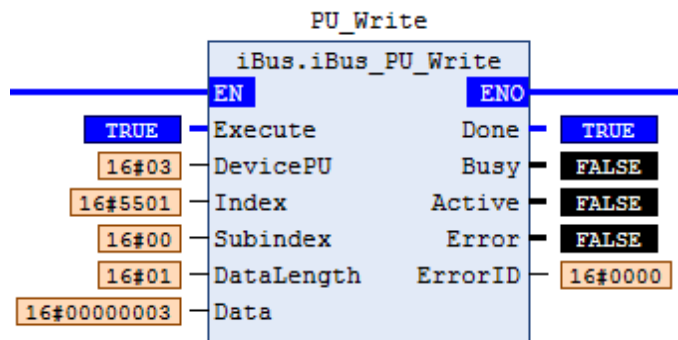 PU_Write
iBus.iBus_PU_Write
EN ENO
TRUE Execute Done TRUE
16#03 DevicePU Busy FALSE
16#5501 Index Active FALSE
16#00 Subindex Error FALSE
16#01 DataLength ErrorID 16#0000
16#00000003 Data